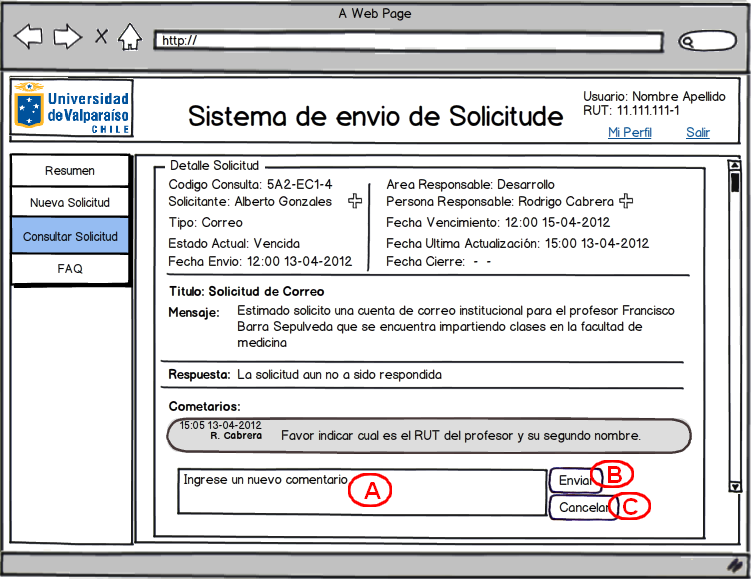 A Web Page
http://
Universidad
de Valparaíso
CHILE
Sistema de envio de Solicitude
Usuario: Nombre Apellido
RUT: 11.111.111-1
Mi Perfil Salir
Resumen
Nueva Solicitud
Consultar Solicitud
FAQ
Detalle Solicitud
Codigo Consulta: 5A2-EC1-4
Solicitante: Alberto Gonzales
Tipo: Correo
Estado Actual: Vencida
Fecha Envio: 12:00 13-04-2012
Area Responsable: Desarrollo
Persona Responsable: Rodrigo Cabrera
Fecha Vencimiento: 12:00 15-04-2012
Fecha Ultima Actualización: 15:00 13-04-2012
Fecha Cierre: - -
Titulo: Solicitud de Correo
Mensaje: Estimado solicito una cuenta de correo institucional para el profesor Francisco
Barra Sepulveda que se encuentra impartiendo clases en la facultad de
medicina
Respuesta: La solicitud aun no a sido respondida
Cometarios:
15:05 13-04-2012
R. Cabrera Favor indicar cual es el RUT del profesor y su segundo nombre.
Ingrese un nuevo comentario
A
Enviar B
Cancelar C